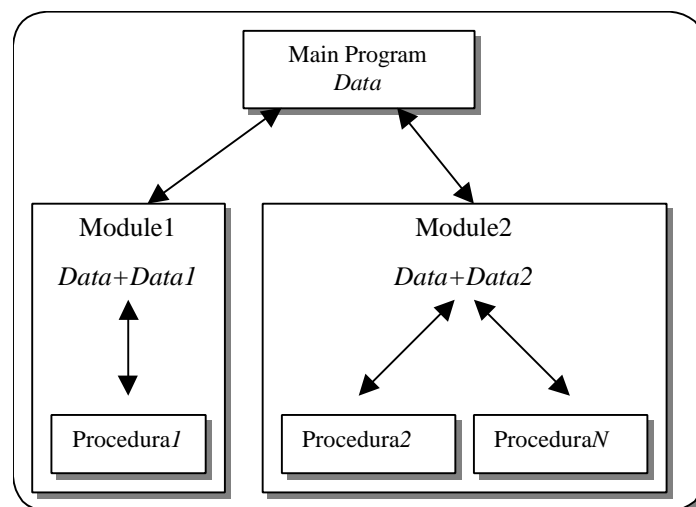 Main Program
Data
Module1
Data+Data1
Procedura1
Module2
Data+Data2
Procedura2
ProceduraN